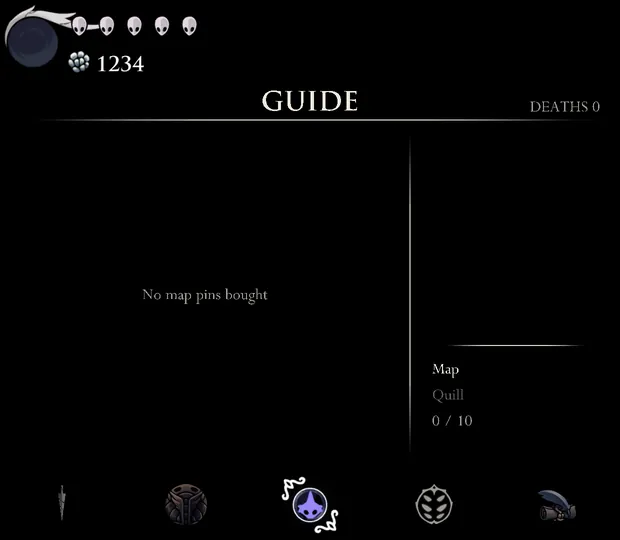 1234
GUIDE
DEATHS 0
No map pins bought
Map
Quill
0 / 10